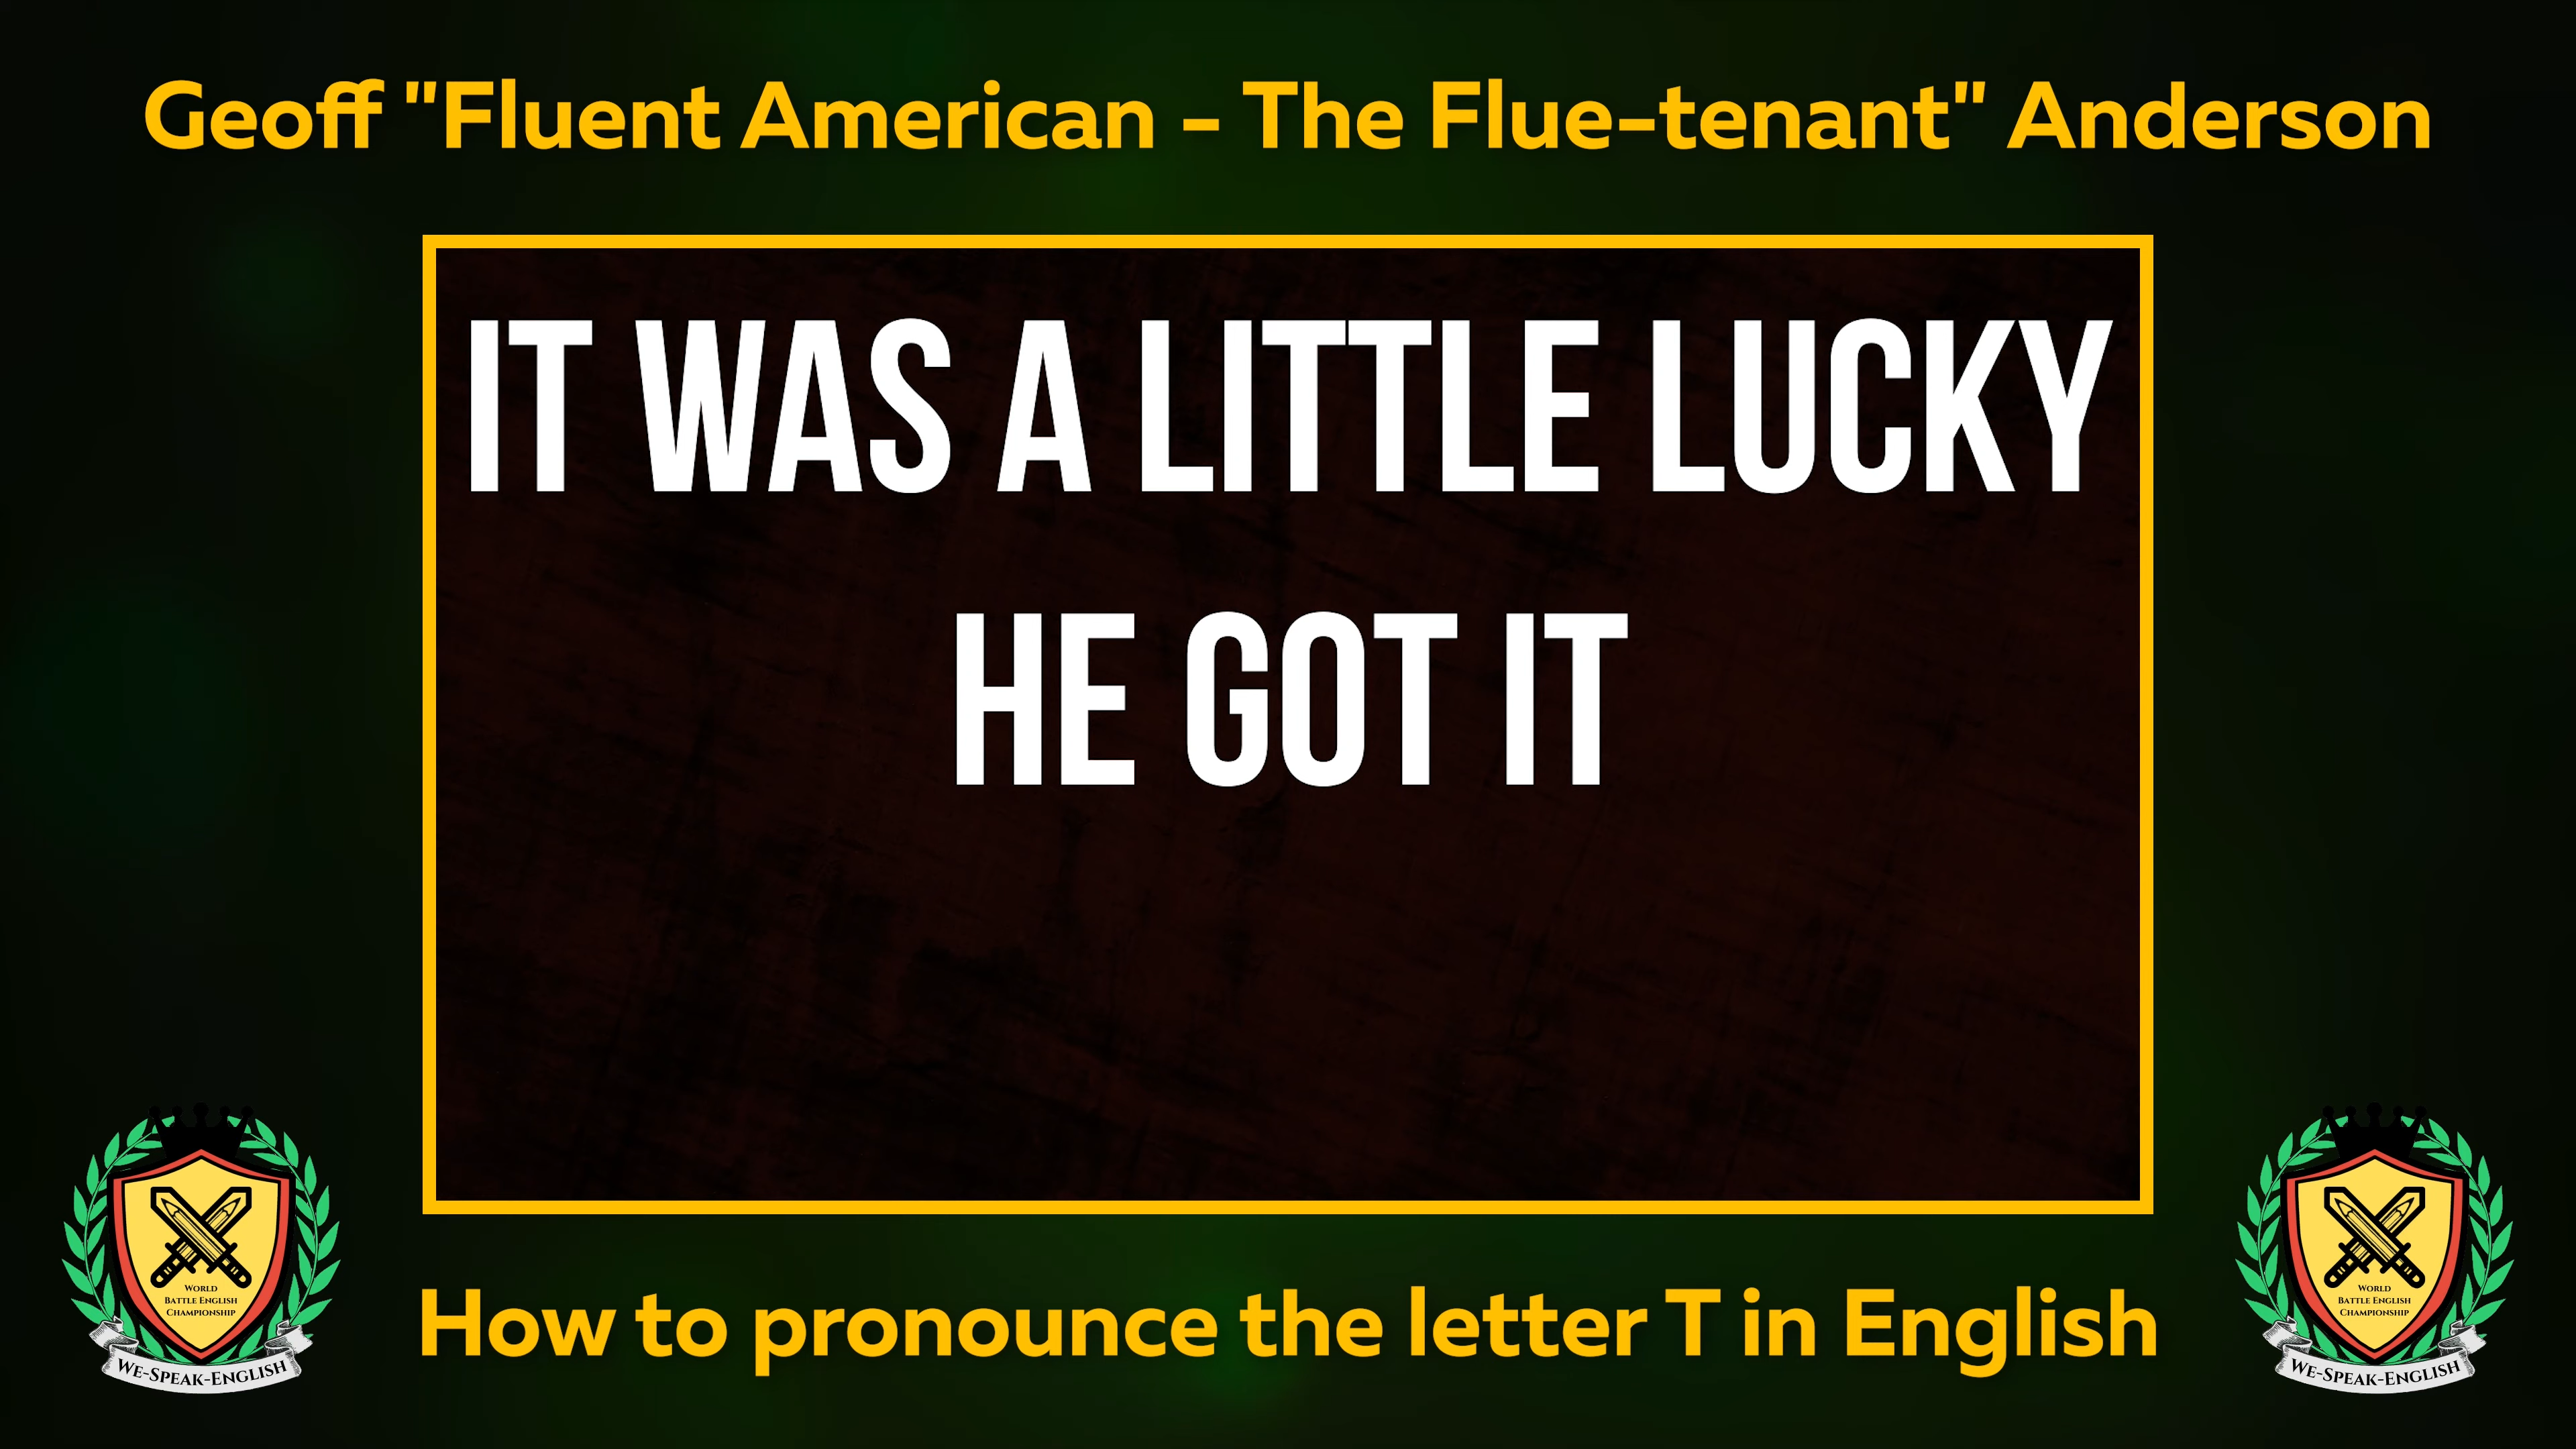 Geoff "Fluent American - The Flue-tenant" Anderson
IT WAS A LITTLE LUCKY
HE GOT IT
How to pronounce the letter T in English
WORLD
BATTLE ENGLISH
CHAMPIONSHIP
WE-SPEAK-ENGLISH
WORLD
BATTLE ENGLISH
CHAMPIONSHIP
WE-SPEAK-ENGLISH